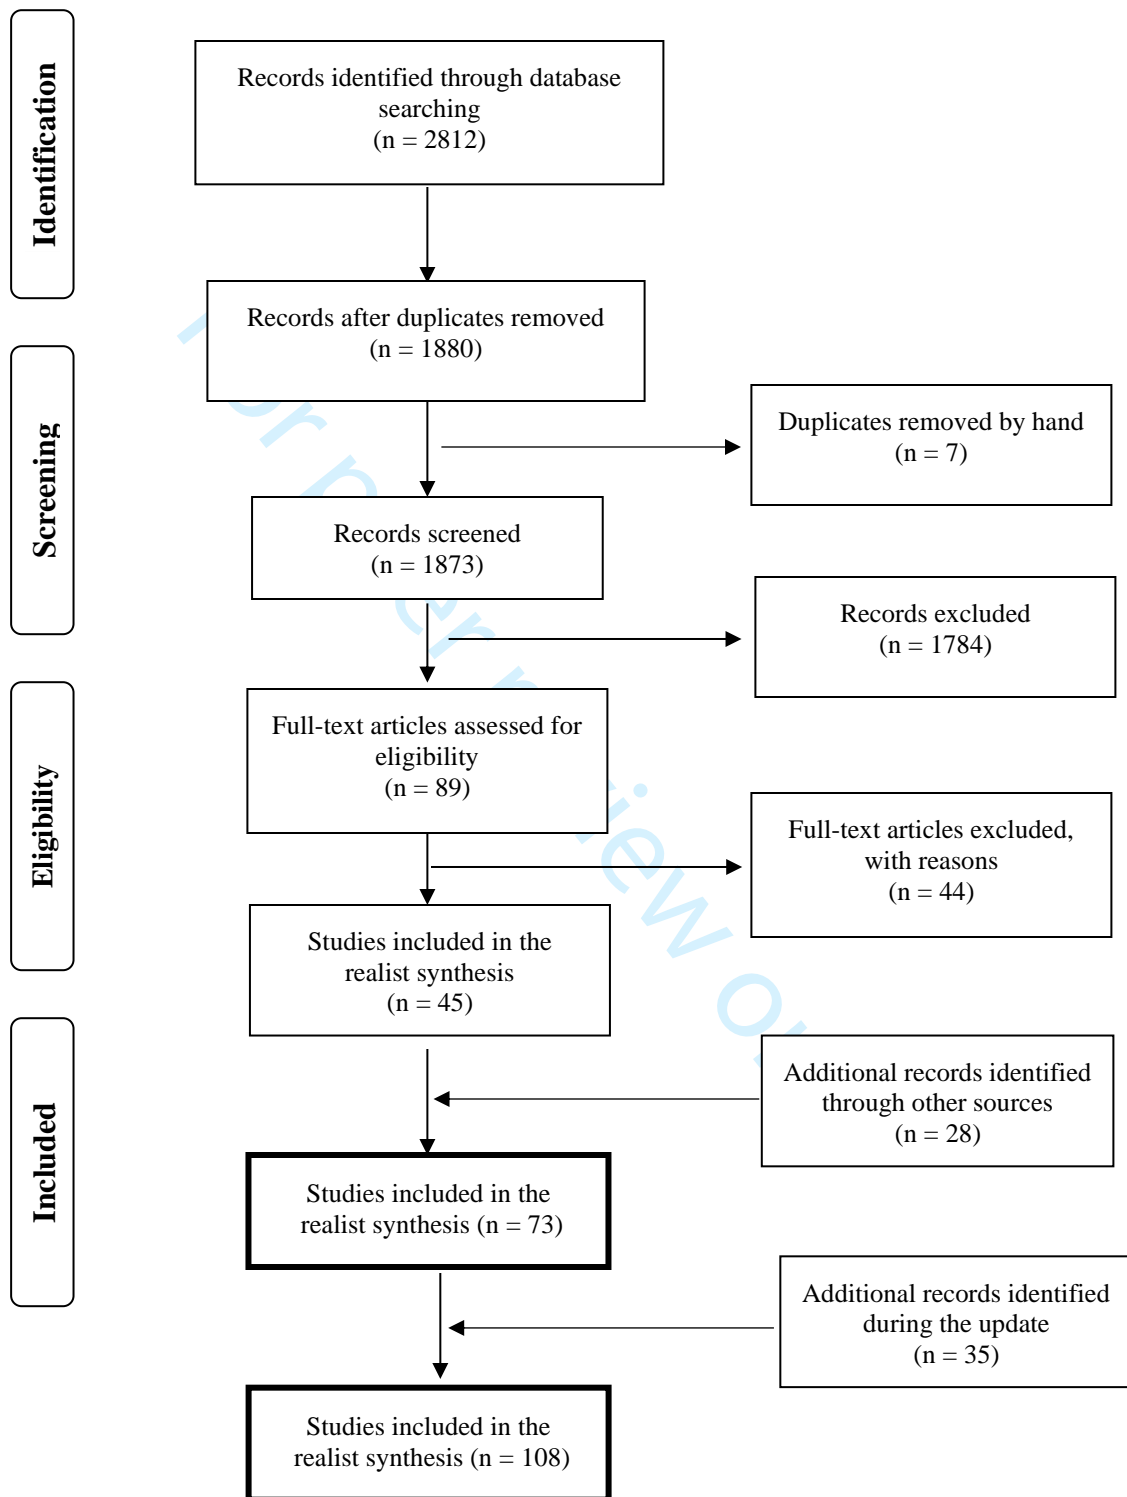 Identification
Records identified through database
searching
(n = 2812)
Records after duplicates removed
(n = 1880)
Screening
Duplicates removed by hand
(n = 7)
Records screened
(n = 1873)
Records excluded
(n = 1784)
Eligibility
Full-text articles assessed for
eligibility
(n = 89)
Full-text articles excluded,
with reasons
(n = 44)
Studies included in the
realist synthesis
(n = 45)
Included
Additional records identified
through other sources
(n = 28)
Studies included in the
realist synthesis (n = 73)
Additional records identified
during the update
(n = 35)
Studies included in the
realist synthesis (n = 108)